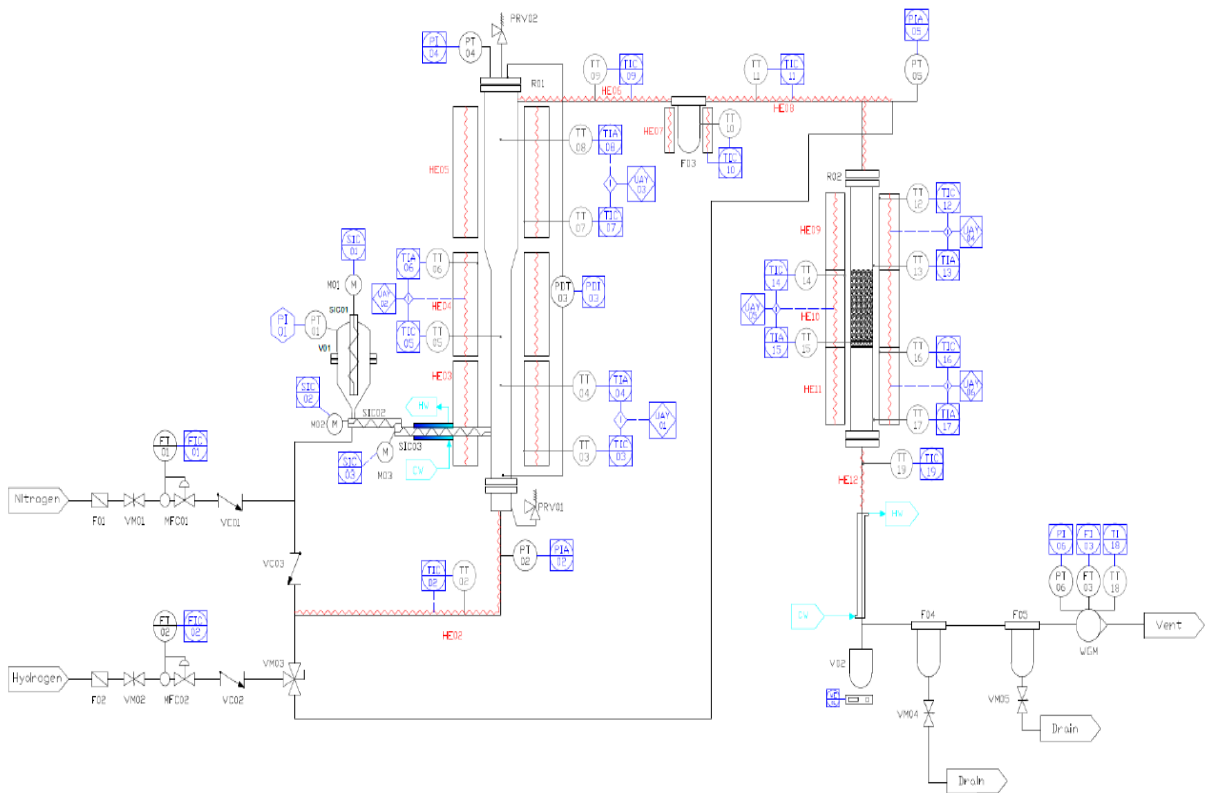 PRV02
PI
04
PT
04
PIA
05
PT
05
TT
09
TIC
09
TT
11
TIC
11
R01
HE06
HE08
HE07
TT
10
TIC
10
F03
TT
08
TIA
08
UAY
03
TT
07
TIC
07
HE05
R02
TT
12
TIC
12
HE09
UAY
04
TT
13
TIA
13
SIC
01
M01
M
TIA
06
TT
06
UAY
02
HE04
TIC
05
TT
05
PDT
03
PDI
03
TIC
14
TT
14
UAY
05
HE10
TIA
15
TT
15
SIC01
PI
01
PT
01
V01
HE03
TT
16
TIC
16
HE11
UAY
06
TT
17
TIA
17
SIC
02
SIC02
M02
M
HW
SIC03
SIC
03
M
M03
CW
TT
04
TIA
04
UAY
01
TT
03
TIC
03
TT
19
TIC
19
HE12
FT
01
FIC
01
Nitrogen
F01
VM01
MFC01
VC01
PRV01
PT
02
PIA
02
HW
VC03
TIC
02
TT
02
HE02
CW
PI
06
FI
03
TI
18
PT
06
FT
03
TT
18
F04
F05
WGM
Vent
FT
02
FIC
02
VM03
Hydrogen
F02
VM02
MFC02
VC02
V02
VM04
VM05
Drain
Drain